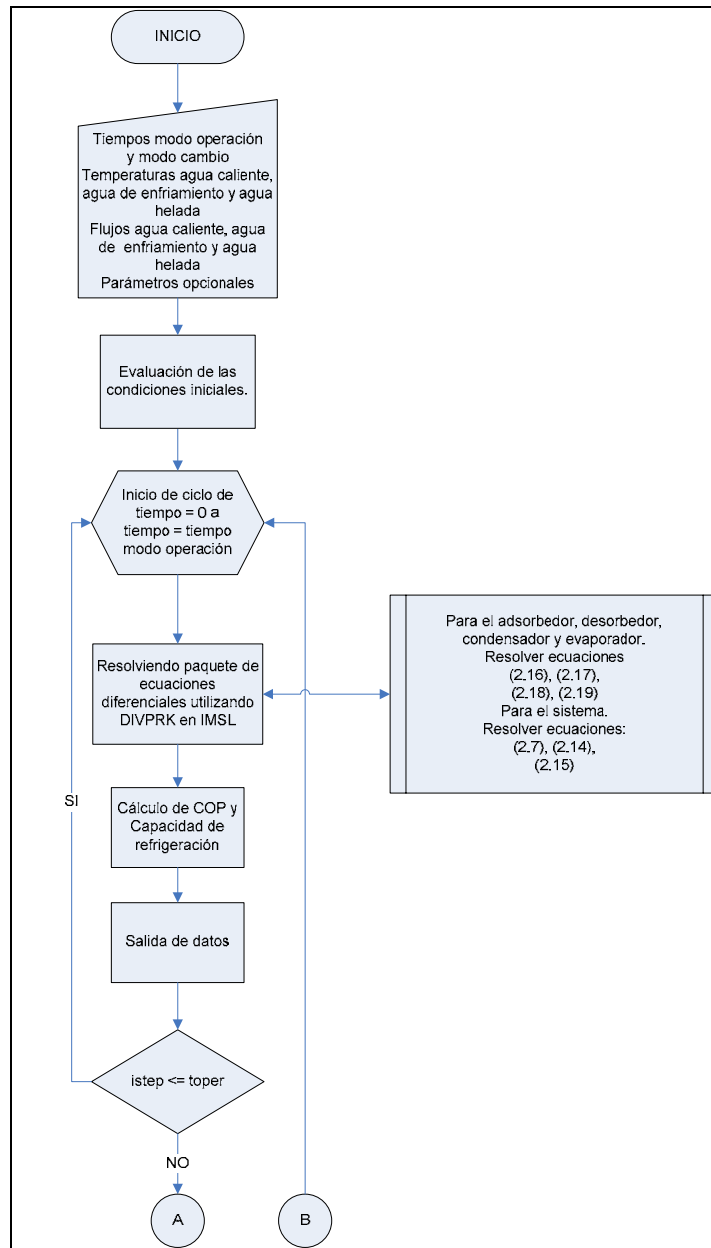 INICIO
Tiempos modo operación
y modo cambio
Temperaturas agua caliente,
agua de enfriamiento y agua
helada
Flujos agua caliente, agua
de enfriamiento y agua
helada
Parámetros opcionales
Evaluación de las
condiciones iniciales.
Inicio de ciclo de
tiempo = 0 a
tiempo = tiempo
modo operación
Resolviendo paquete de
ecuaciones
diferenciales utilizando
DIVPRK en IMSL
Para el adsorbedor, desorbedor,
condensador y evaporador.
Resolver ecuaciones
(2.16), (2.17),
(2.18), (2.19)
Para el sistema.
Resolver ecuaciones:
(2.7), (2.14),
(2.15)
SI
Cálculo de COP y
Capacidad de
refrigeración
Salida de datos
istep <= toper
NO
A
B